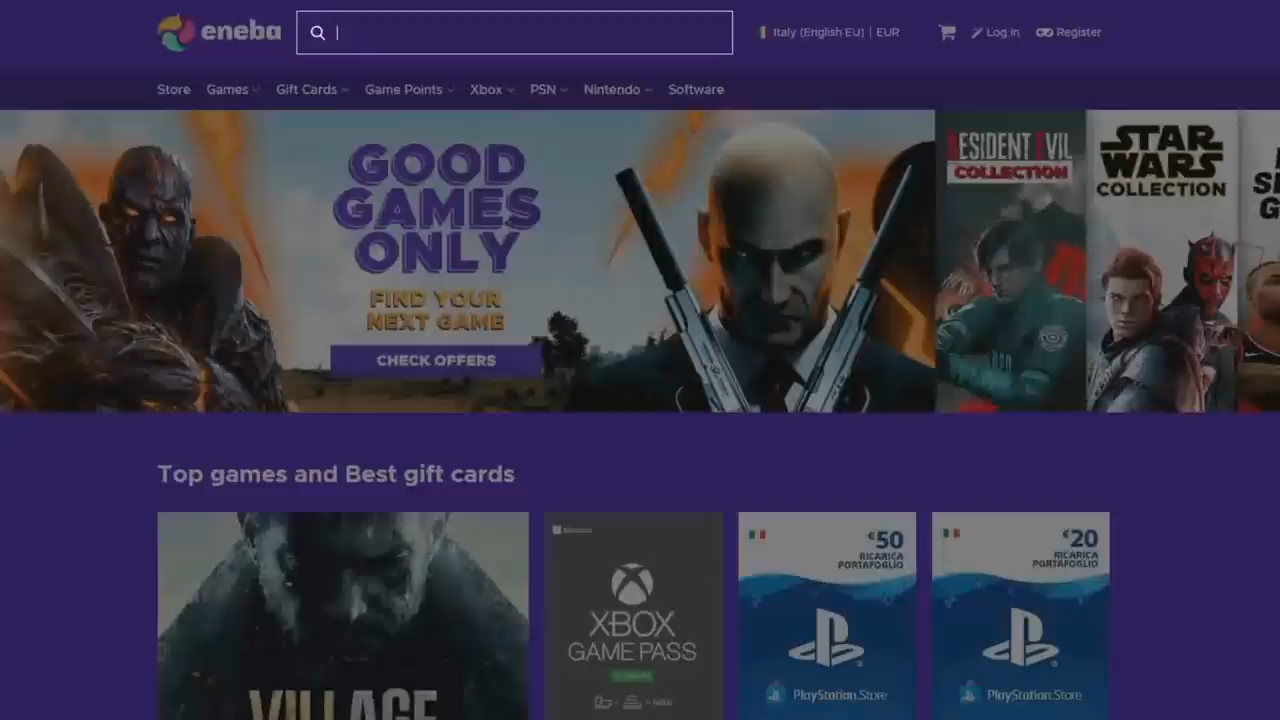 eneba
Italy (English EU) | EUR
Log in
Register
Store
Games
Gift Cards
Game Points
Xbox
PSN
Nintendo
Software
GOOD
GAMES
ONLY
FIND YOUR
NEXT GAME
CHECK OFFERS
RESIDENT EVIL
COLLECTION
STAR
WARS
COLLECTION
Top games and Best gift cards
VILLAGE
XBOX
GAME PASS
€50
RICARICA
PORTAFOGLIO
PlayStation.Store
€20
RICARICA
PORTAFOGLIO
PlayStation.Store